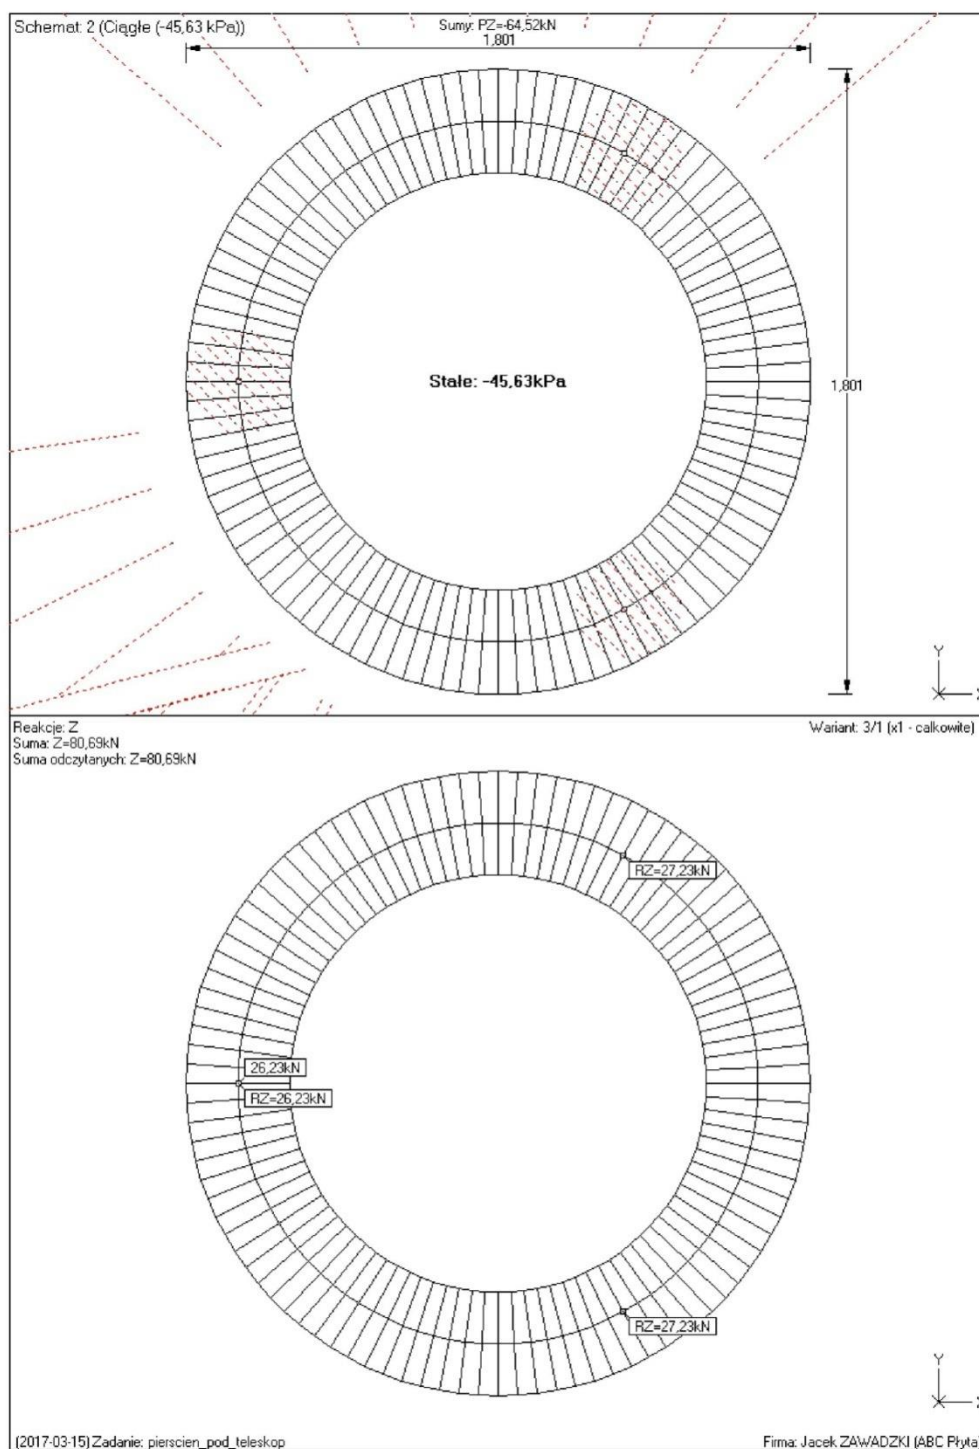 Schemat: 2 (Ciągłe (-45,63 kPa))
Sumy: PZ=-64,52kN
1,801
Stałe: -45,63kPa
1,801
Y
Reakcje: Z
Suma: Z=80,69kN
Suma odczytanych: Z=80,69kN
Wariant: 3/1 (x1 - calkowite)
RZ=27,23kN
26,23kN
RZ=26,23kN
RZ=27,23kN
Y
(2017-03-15) Zadanie: pierscien_pod_teleskop
Firma: Jacek ZAWADZKI (ABC Płyta